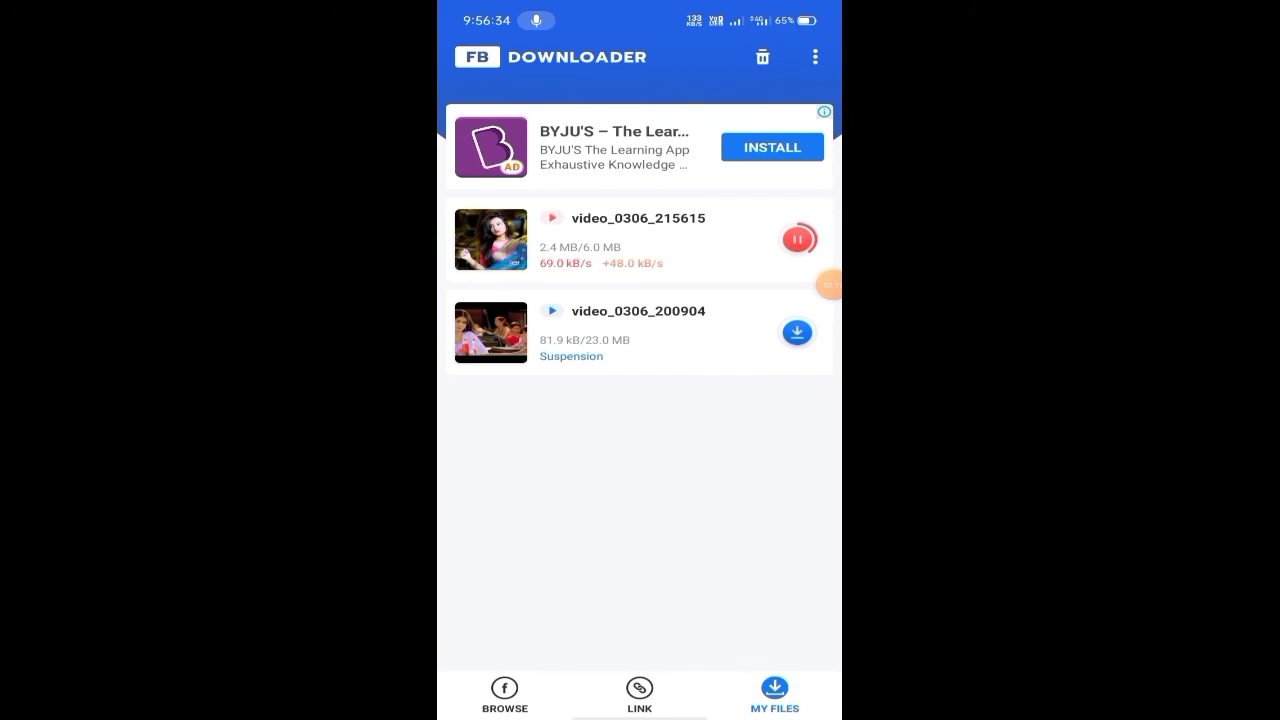 9:56:34
133 KB/S
65%
FB DOWNLOADER
BYJU'S – The Lear...
BYJU'S The Learning App
Exhaustive Knowledge ...
AD
INSTALL
video_0306_215615
2.4 MB/6.0 MB
69.0 kB/s +48.0 kB/s
video_0306_200904
81.9 kB/23.0 MB
Suspension
BROWSE
LINK
MY FILES